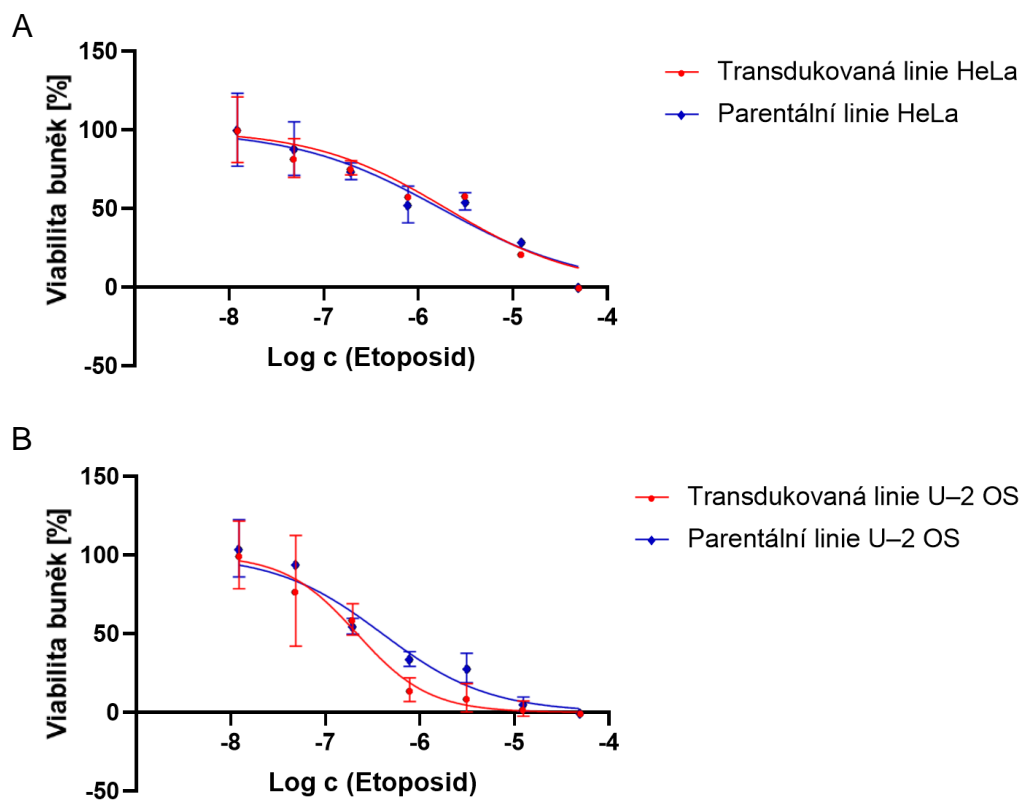 A
150
100
50
0
-50
Viabilita buněk [%]
-8
-7
-6
-5
-4
Log c (Etoposid)
Transdukovaná linie HeLa
Parentální linie HeLa
B
150
100
50
0
-50
Viabilita buněk [%]
-8
-7
-6
-5
-4
Log c (Etoposid)
Transdukovaná linie U–2 OS
Parentální linie U–2 OS